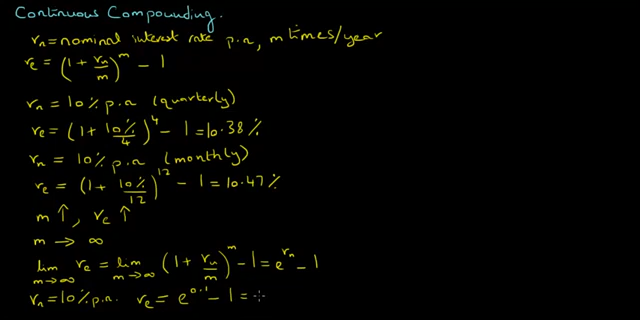 Continuous Compounding.
rn = nominal interest rate p.a, m times/year
re = (1 + rn/m)^m - 1
rn = 10% p.a (quarterly)
re = (1 + 10%/4)^4 - 1 = 10.38%
rn = 10% p.a (monthly)
re = (1 + 10%/12)^12 - 1 = 10.47%
m ↑, re ↑
m → ∞
lim m→∞ re = lim m→∞ (1 + rn/m)^m - 1 = e^rn - 1
rn = 10% p.a. re = e^0.1 - 1 =